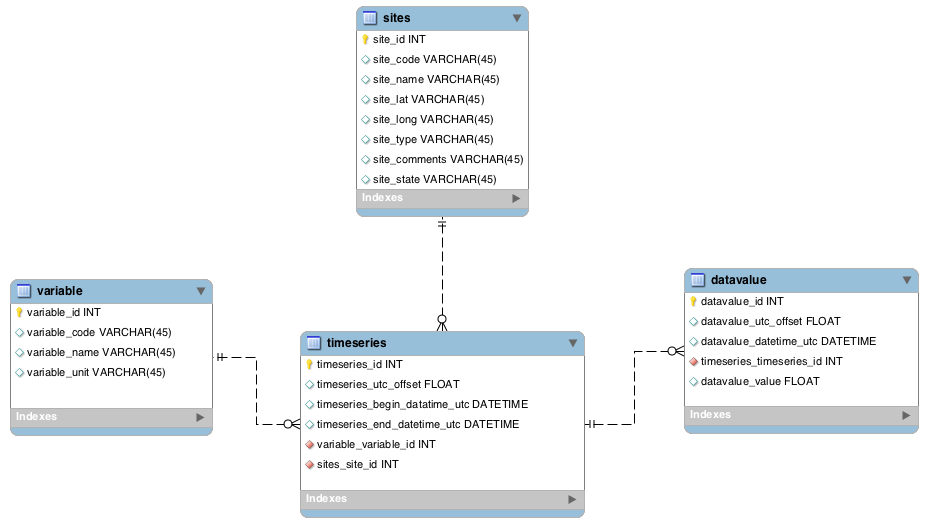 sites
site_id INT
site_code VARCHAR(45)
site_name VARCHAR(45)
site_lat VARCHAR(45)
site_long VARCHAR(45)
site_type VARCHAR(45)
site_comments VARCHAR(45)
site_state VARCHAR(45)
Indexes
variable
variable_id INT
variable_code VARCHAR(45)
variable_name VARCHAR(45)
variable_unit VARCHAR(45)
Indexes
timeseries
timeseries_id INT
timeseries_utc_offset FLOAT
timeseries_begin_datatime_utc DATETIME
timeseries_end_datetime_utc DATETIME
variable_variable_id INT
sites_site_id INT
Indexes
datavalue
datavalue_id INT
datavalue_utc_offset FLOAT
datavalue_datetime_utc DATETIME
timeseries_timeseries_id INT
datavalue_value FLOAT
Indexes